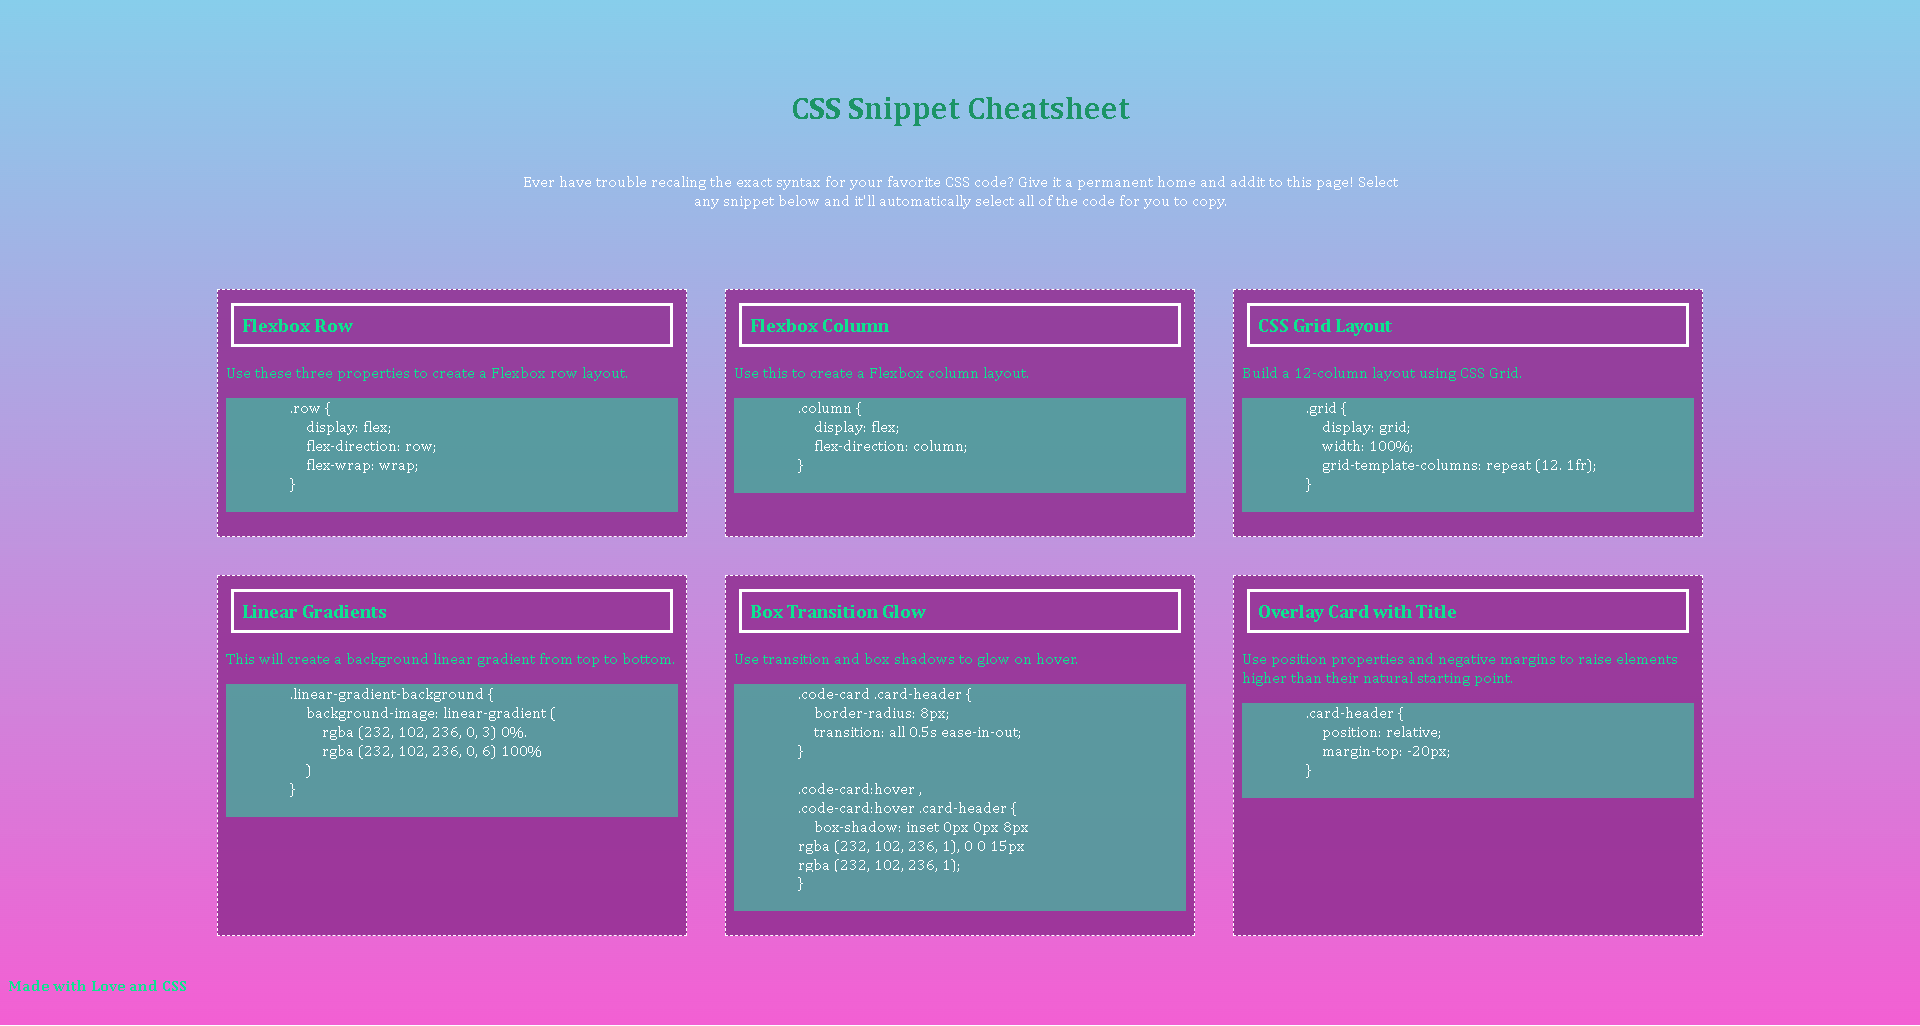 CSS Snippet Cheatsheet
Ever have trouble recaling the exact syntax for your favorite CSS code? Give it a permanent home and addit to this page! Select
any snippet below and it'll automatically select all of the code for you to copy.
Flexbox Row
Use these three properties to create a Flexbox row layout.
.row {
display: flex;
flex-direction: row;
flex-wrap: wrap;
}
Flexbox Column
Use this to create a Flexbox column layout.
.column {
display: flex;
flex-direction: column;
}
CSS Grid Layout
Build a 12-column layout using CSS Grid.
.grid {
display: grid;
width: 100%;
grid-template-columns: repeat (12. 1fr);
}
Linear Gradients
This will create a background linear gradient from top to bottom.
.linear-gradient-background {
background-image: linear-gradient (
rgba (232, 102, 236, 0, 3) 0%.
rgba (232, 102, 236, 0, 6) 100%
)
}
Box Transition Glow
Use transition and box shadows to glow on hover.
.code-card .card-header {
border-radius: 8px;
transition: all 0.5s ease-in-out;
}
.code-card:hover ,
.code-card:hover .card-header {
box-shadow: inset 0px 0px 8px
rgba (232, 102, 236, 1), 0 0 15px
rgba (232, 102, 236, 1);
}
Overlay Card with Title
Use position properties and negative margins to raise elements
higher than their natural starting point.
.card-header {
position: relative;
margin-top: -20px;
}
Made with Love and CSS